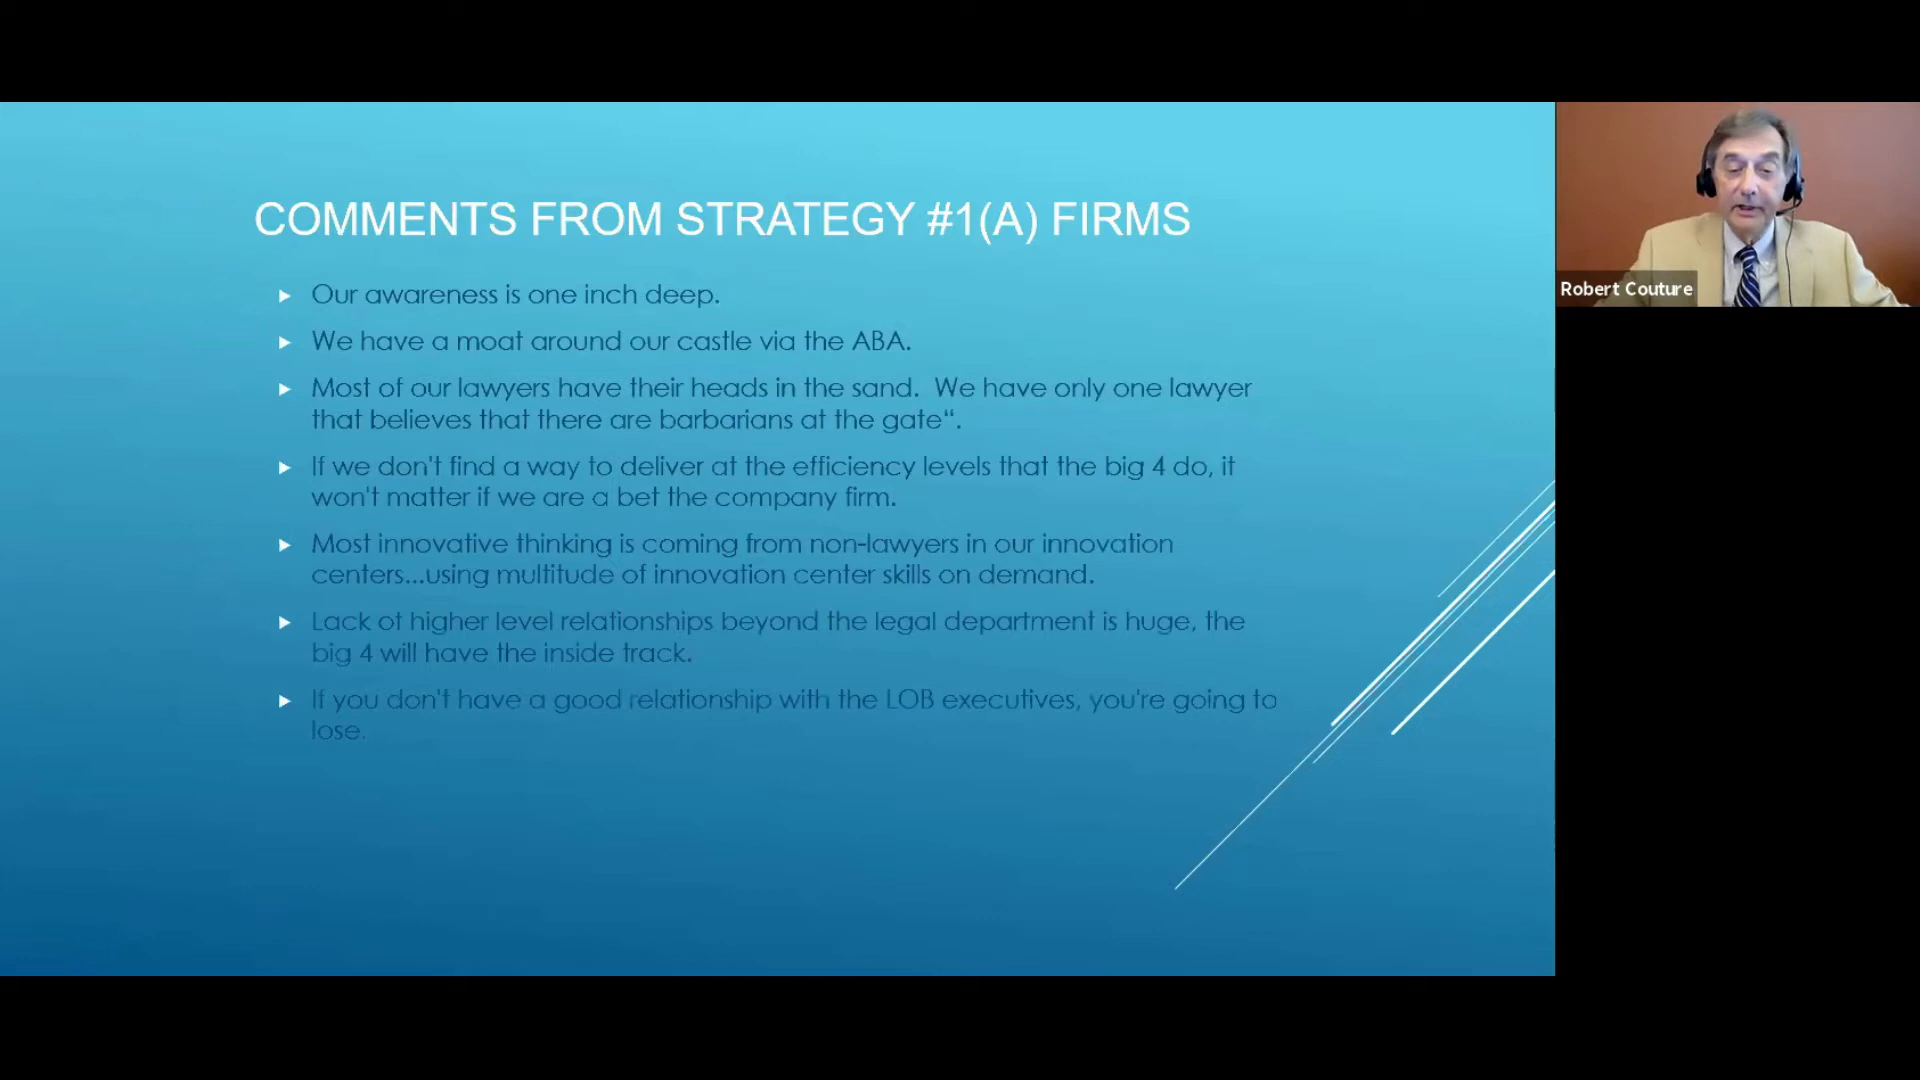 COMMENTS FROM STRATEGY #1(A) FIRMS
Our awareness is one inch deep.
We have a moat around our castle via the ABA.
Most of our lawyers have their heads in the sand.  We have only one lawyer
that believes that there are barbarians at the gate“.
If we don't find a way to deliver at the efficiency levels that the big 4 do, it
won't matter if we are a bet the company firm.
Most innovative thinking is coming from non-lawyers in our innovation
centers...using multitude of innovation center skills on demand.
Lack of higher level relationships beyond the legal department is huge, the
big 4 will have the inside track.
If you don't have a good relationship with the LOB executives, you're going to
lose.
Robert Couture